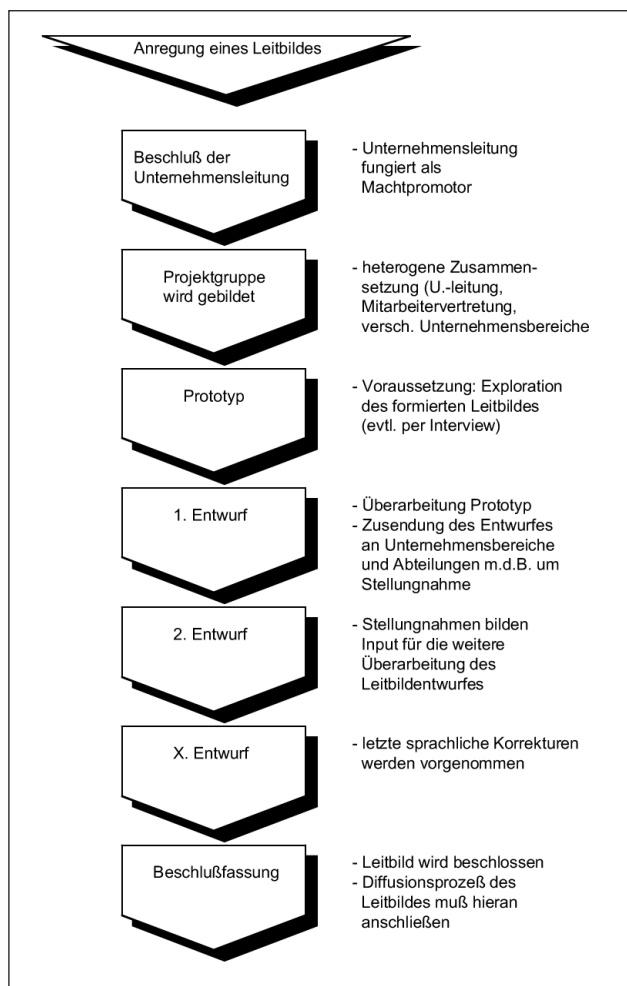 Anregung eines Leitbildes
Beschluß der
Unternehmensleitung
- Unternehmensleitung
fungiert als
Machtpromotor
Projektgruppe
wird gebildet
- heterogene Zusammen-
setzung (U.-leitung,
Mitarbeitervertretung,
versch. Unternehmensbereiche
Prototyp
- Voraussetzung: Exploration
des formierten Leitbildes
(evtl. per Interview)
1. Entwurf
- Überarbeitung Prototyp
- Zusendung des Entwurfes
an Unternehmensbereiche
und Abteilungen m.d.B. um
Stellungnahme
2. Entwurf
- Stellungnahmen bilden
Input für die weitere
Überarbeitung des
Leitbildentwurfes
X. Entwurf
- letzte sprachliche Korrekturen
werden vorgenommen
Beschlußfassung
- Leitbild wird beschlossen
- Diffusionsprozeß des
Leitbildes muß hieran
anschließen